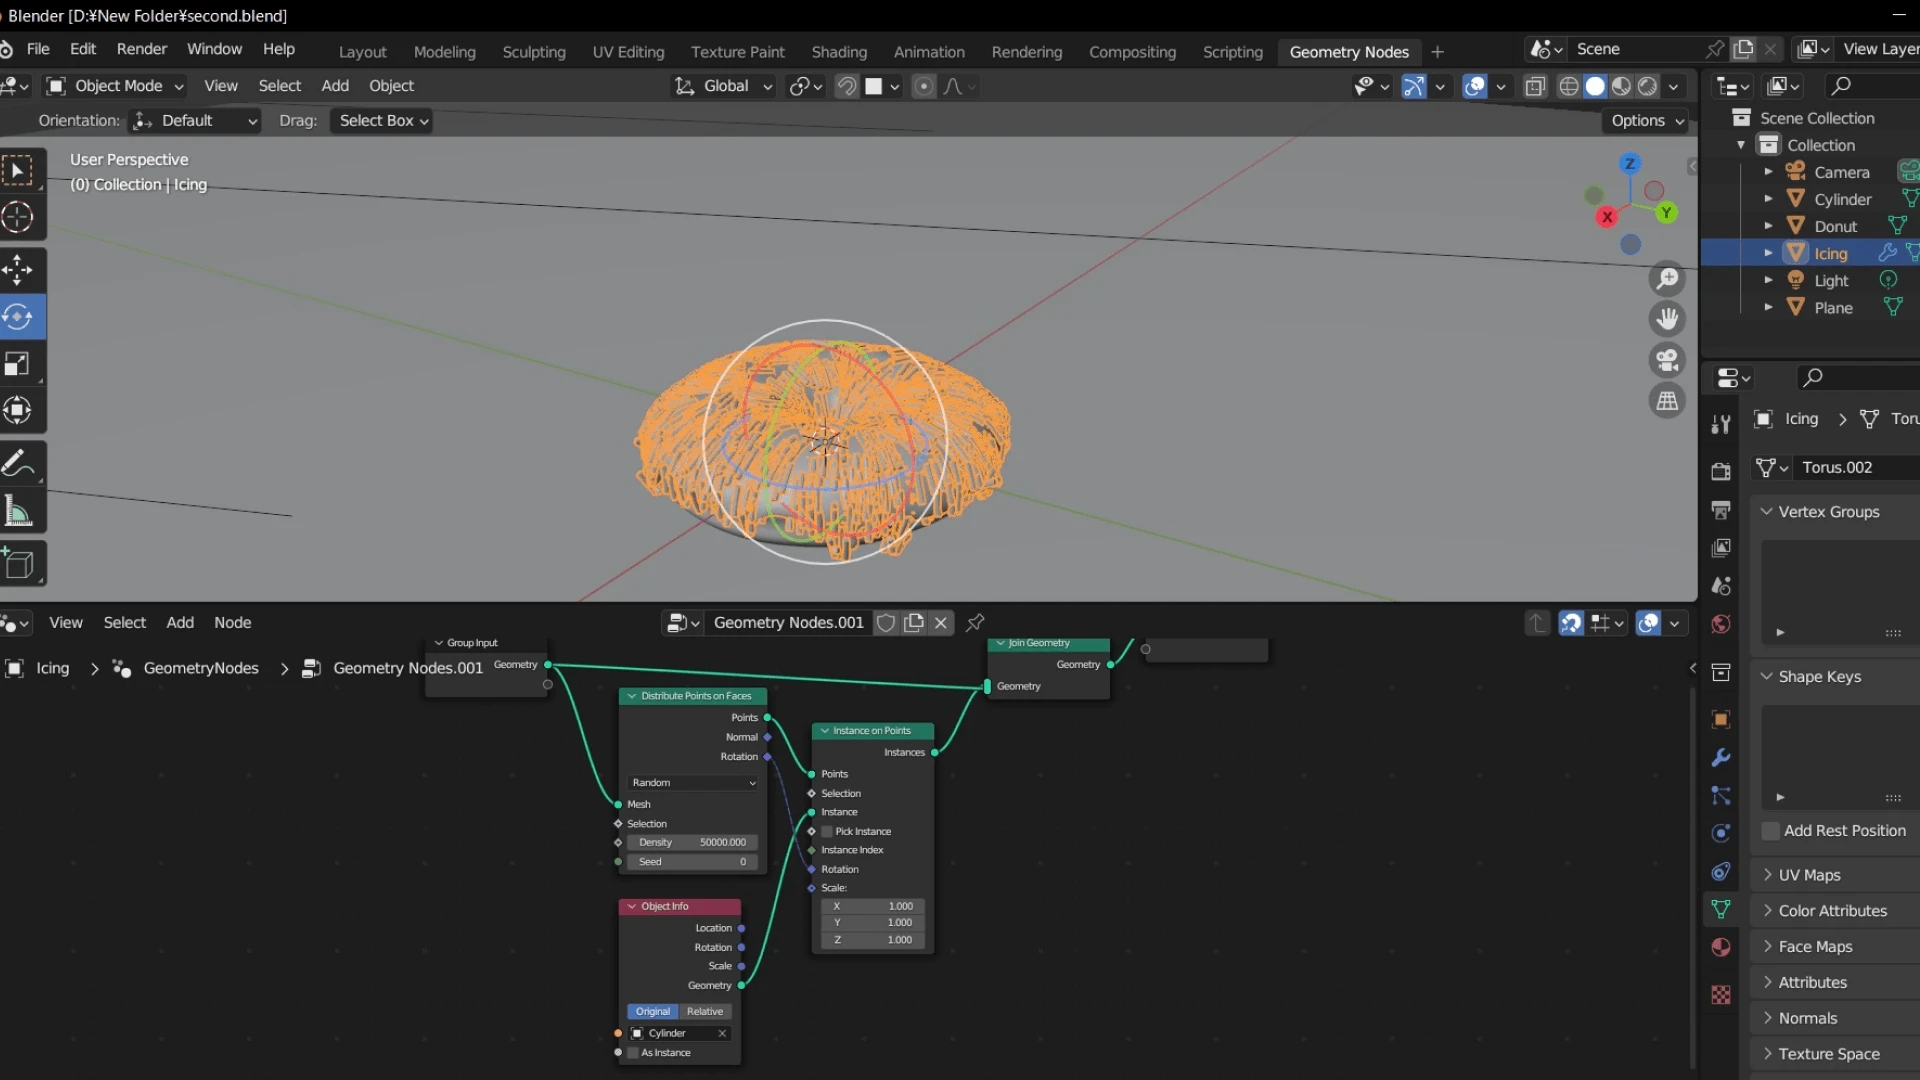 Blender [D:¥New Folder¥second.blend]
File Edit Render Window Help Layout Modeling Sculpting UV Editing Texture Paint Shading Animation Rendering Compositing Scripting Geometry Nodes Scene View Layer
Object Mode View Select Add Object Global
Orientation: Default Drag: Select Box Options
User Perspective
(0) Collection | Icing
Z
X
Y
Scene Collection
Collection
Camera
Cylinder
Donut
Icing
Light
Plane
Icing > Toru
Torus.002
Vertex Groups
Shape Keys
Add Rest Position
UV Maps
Color Attributes
Face Maps
Attributes
Normals
Texture Space
View Select Add Node Geometry Nodes.001
Icing > GeometryNodes > Geometry Nodes.001
Group Input
Geometry
Distribute Points on Faces
Points
Normal
Rotation
Random
Mesh
Selection
Density 50000.000
Seed 0
Object Info
Location
Rotation
Scale
Geometry
Original Relative
Cylinder
As Instance
Instance on Points
Instances
Points
Selection
Instance
Pick Instance
Instance Index
Rotation
Scale:
X 1.000
Y 1.000
Z 1.000
Join Geometry
Geometry
Geometry